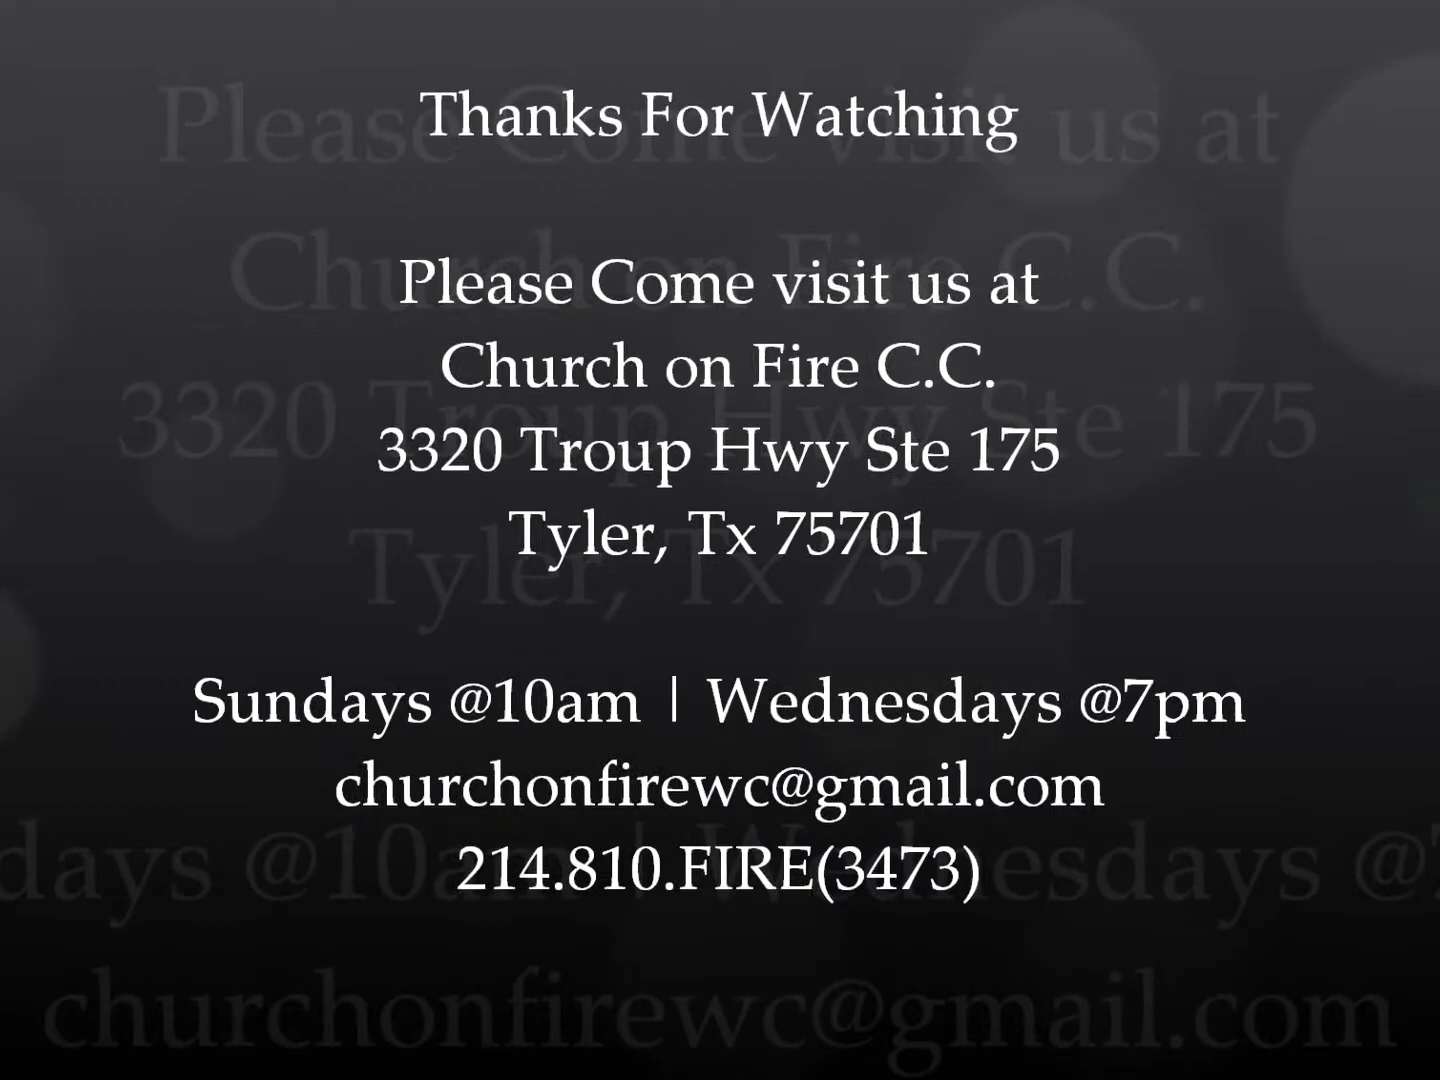 Thanks For Watching
Please Come visit us at
Church on Fire C.C.
3320 Troup Hwy Ste 175
Tyler, Tx 75701
Sundays @10am | Wednesdays @7pm
churchonfirewc@gmail.com
214.810.FIRE(3473)